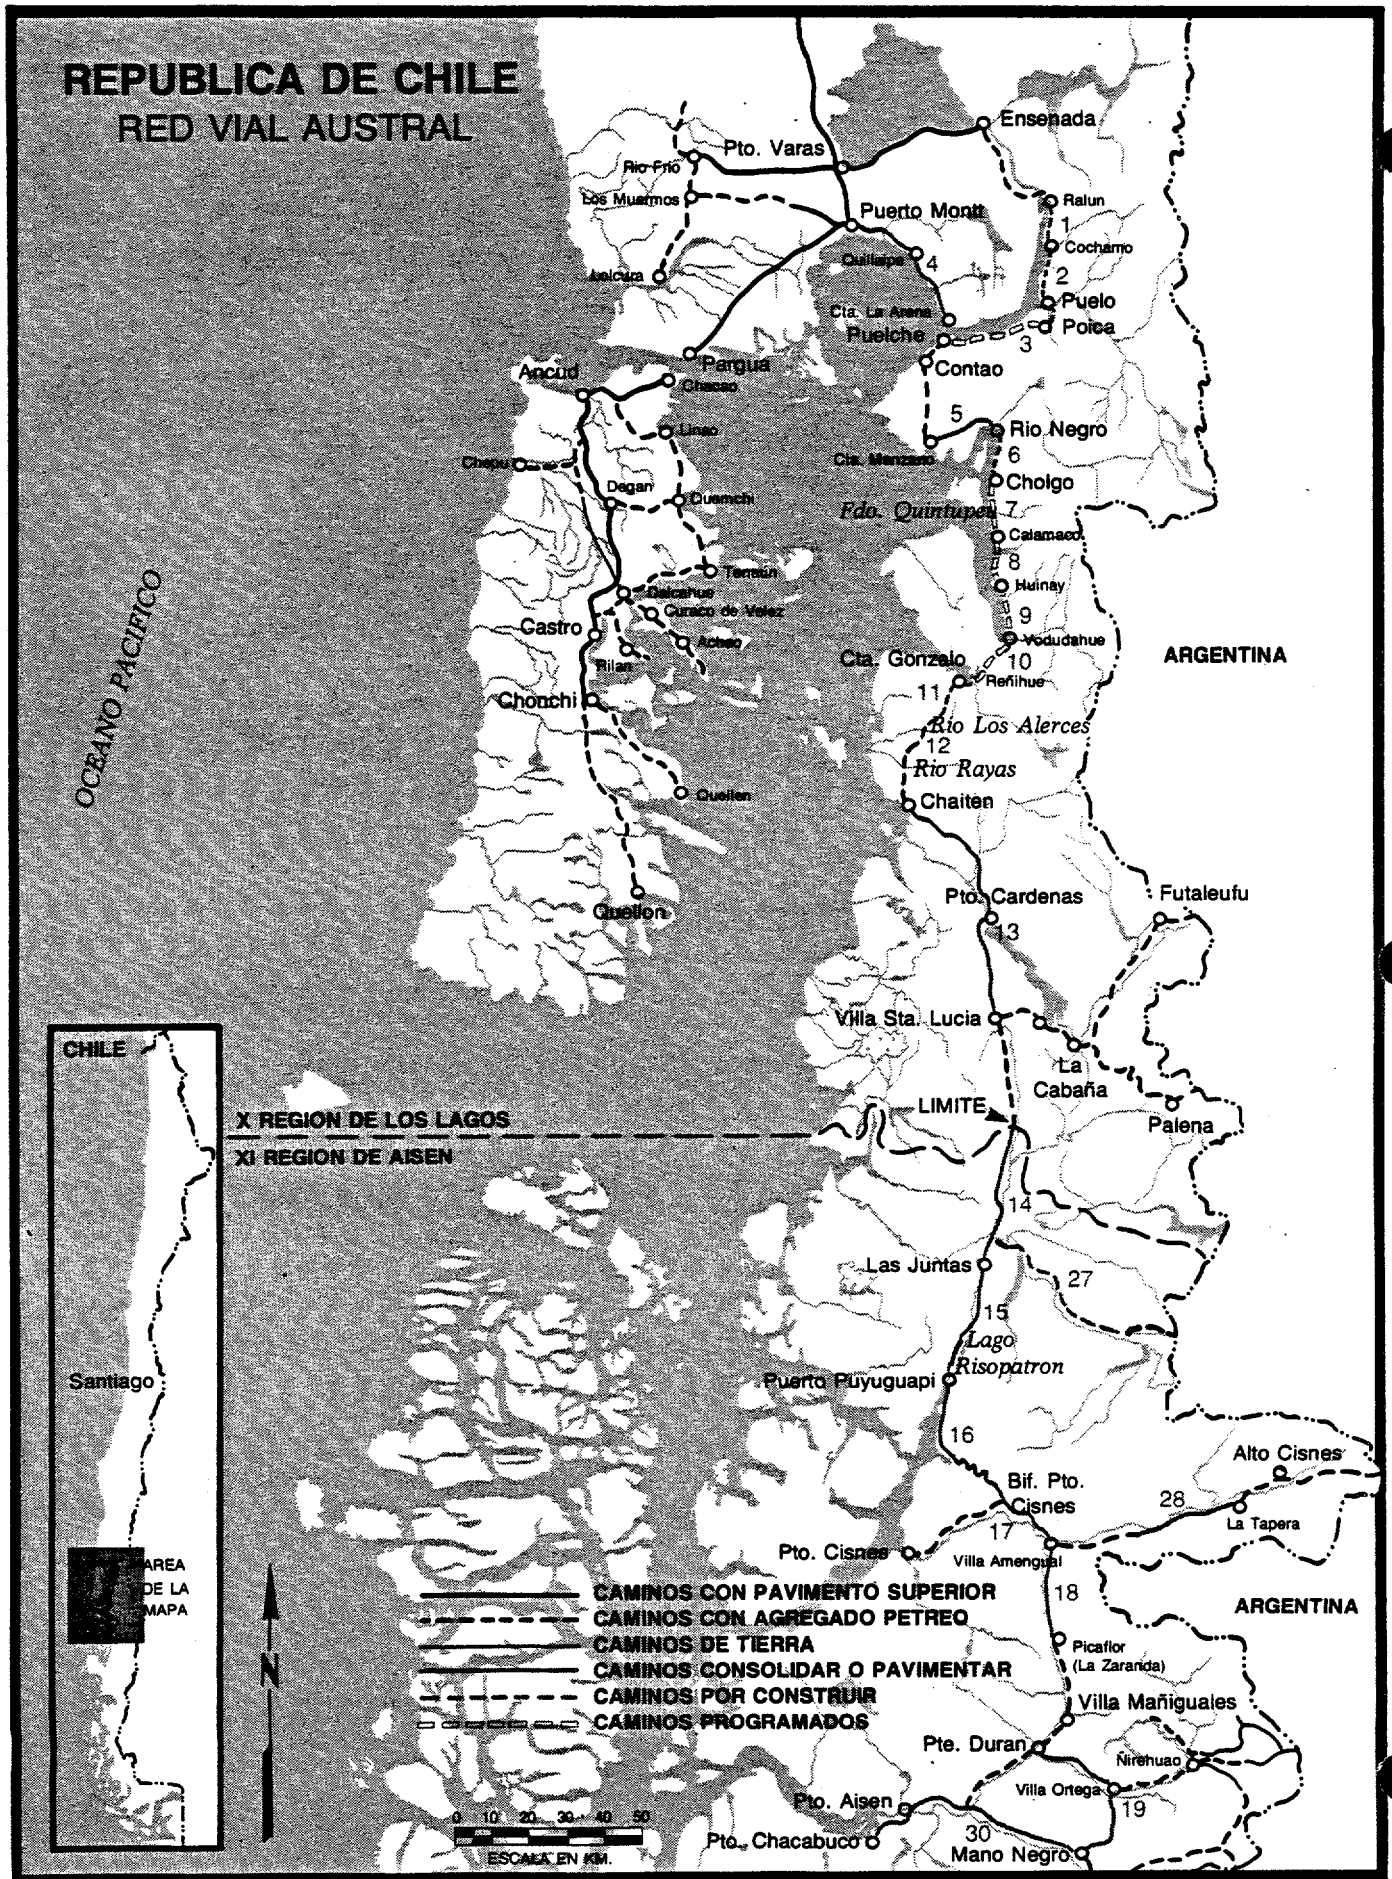 REPUBLICA DE CHILE
RED VIAL AUSTRAL
Ensenada
Pto. Varas
Rio Frio
Los Muermos
Ralun
1
Puerto Montt
Cochamo
Quillaipe
4
Leicura
2
Puelo
Cta. La Arena
Poica
Puelche
3
Pargua
Contao
Ancud
Chacao
5
Linao
Rio Negro
Cta. Manzano
6
Chepu
Cholgo
Degan
Quemchi
Fdo. Quintupeu
7
Calamaco
8
Tenaun
Huinay
Dalcahue
Curaco de Velez
9
Castro
Achao
Vodudahue
ARGENTINA
Rilan
Cta. Gonzalo
10
Reñihue
Chonchi
11
Rio Los Alerces
12
Rio Rayas
OCEANO PACIFICO
Queilen
Chaiten
Pto. Cardenas
Futaleufu
Quellon
13
Villa Sta. Lucia
CHILE
La
Cabaña
LIMITE
X REGION DE LOS LAGOS
Palena
XI REGION DE AISEN
14
Las Juntas
27
15
Lago
Risopatron
Santiago
Puerto Puyuguapi
16
Alto Cisnes
Bif. Pto.
Cisnes
28
17
La Tapera
Pto. Cisnes
Villa Amengual
AREA
DE LA
MAPA
CAMINOS CON PAVIMENTO SUPERIOR
18
CAMINOS CON AGREGADO PETREO
ARGENTINA
CAMINOS DE TIERRA
Picaflor
(La Zaranda)
N
CAMINOS CONSOLIDAR O PAVIMENTAR
CAMINOS POR CONSTRUIR
Villa Mañiguales
CAMINOS PROGRAMADOS
Pte. Duran
Ñirehuao
Villa Ortega
19
Pto. Aisen
0 10 20 30 40 50
30
Pto. Chacabuco
Mano Negro
ESCALA EN KM.